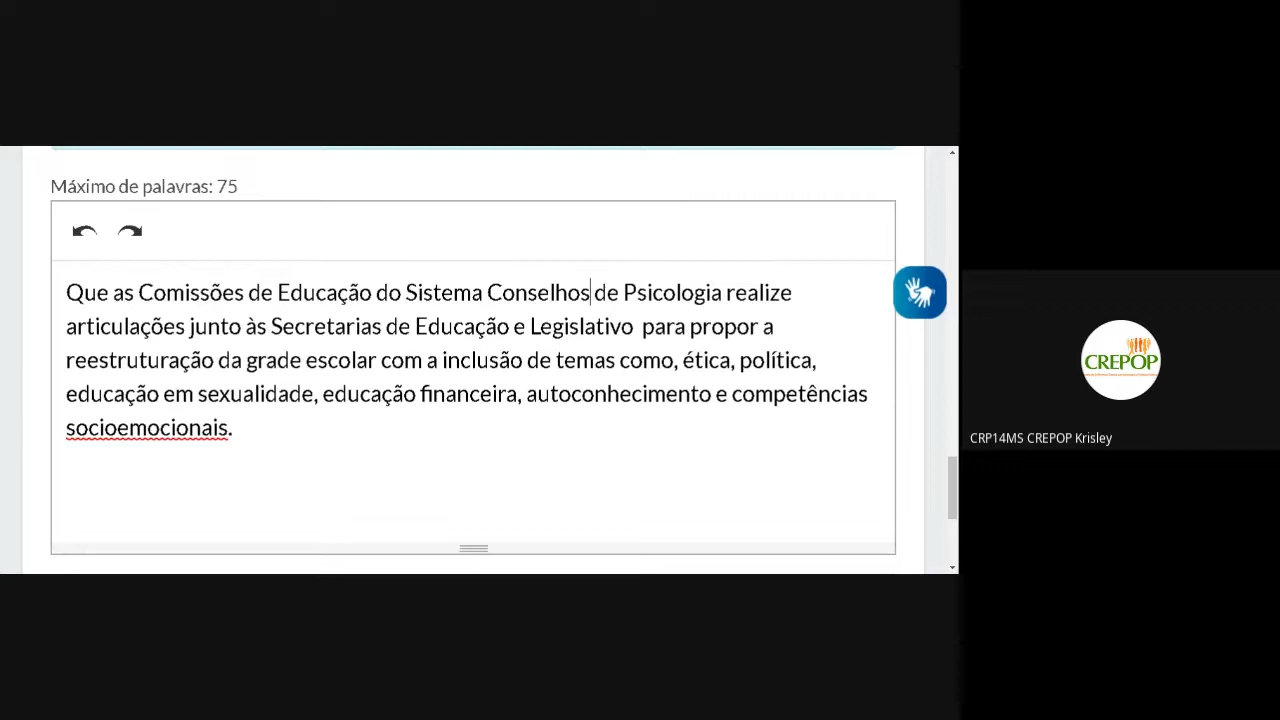 Máximo de palavras: 75
Que as Comissões de Educação do Sistema Conselhos de Psicologia realize
articulações junto às Secretarias de Educação e Legislativo  para propor a
reestruturação da grade escolar com a inclusão de temas como, ética, política,
educação em sexualidade, educação financeira, autoconhecimento e competências
socioemocionais.
CREPOP
CRP14MS CREPOP Krisley